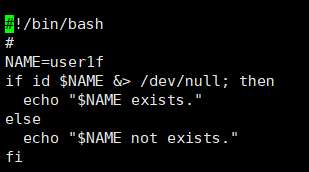 #!/bin/bash
#
NAME=user1f
if id $NAME &> /dev/null; then
  echo "$NAME exists."
else
  echo "$NAME not exists."
fi